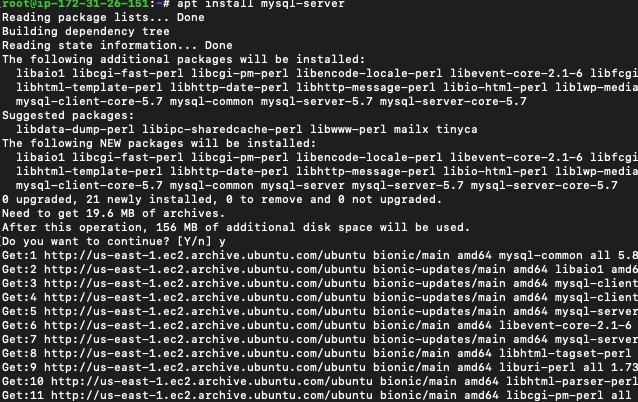 root@ip-172-31-26-151:~# apt install mysql-server
Reading package lists... Done
Building dependency tree
Reading state information... Done
The following additional packages will be installed:
libaio1 libcgi-fast-perl libcgi-pm-perl libencode-locale-perl libevent-core-2.1-6 libfcgi
libhtml-template-perl libhttp-date-perl libhttp-message-perl libio-html-perl liblwp-media
mysql-client-core-5.7 mysql-common mysql-server-5.7 mysql-server-core-5.7
Suggested packages:
libdata-dump-perl libipc-sharedcache-perl libwww-perl mailx tinyca
The following NEW packages will be installed:
libaio1 libcgi-fast-perl libcgi-pm-perl libencode-locale-perl libevent-core-2.1-6 libfcgi
libhtml-template-perl libhttp-date-perl libhttp-message-perl libio-html-perl liblwp-media
mysql-client-core-5.7 mysql-common mysql-server mysql-server-5.7 mysql-server-core-5.7
0 upgraded, 21 newly installed, 0 to remove and 0 not upgraded.
Need to get 19.6 MB of archives.
After this operation, 156 MB of additional disk space will be used.
Do you want to continue? [Y/n] y
Get:1 http://us-east-1.ec2.archive.ubuntu.com/ubuntu bionic/main amd64 mysql-common all 5.8
Get:2 http://us-east-1.ec2.archive.ubuntu.com/ubuntu bionic-updates/main amd64 libaio1 amd6
Get:3 http://us-east-1.ec2.archive.ubuntu.com/ubuntu bionic-updates/main amd64 mysql-client
Get:4 http://us-east-1.ec2.archive.ubuntu.com/ubuntu bionic-updates/main amd64 mysql-client
Get:5 http://us-east-1.ec2.archive.ubuntu.com/ubuntu bionic-updates/main amd64 mysql-server
Get:6 http://us-east-1.ec2.archive.ubuntu.com/ubuntu bionic/main amd64 libevent-core-2.1-6
Get:7 http://us-east-1.ec2.archive.ubuntu.com/ubuntu bionic-updates/main amd64 mysql-server
Get:8 http://us-east-1.ec2.archive.ubuntu.com/ubuntu bionic/main amd64 libhtml-tagset-perl
Get:9 http://us-east-1.ec2.archive.ubuntu.com/ubuntu bionic/main amd64 liburi-perl all 1.73
Get:10 http://us-east-1.ec2.archive.ubuntu.com/ubuntu bionic/main amd64 libhtml-parser-perl
Get:11 http://us-east-1.ec2.archive.ubuntu.com/ubuntu bionic/main amd64 libcgi-pm-perl all